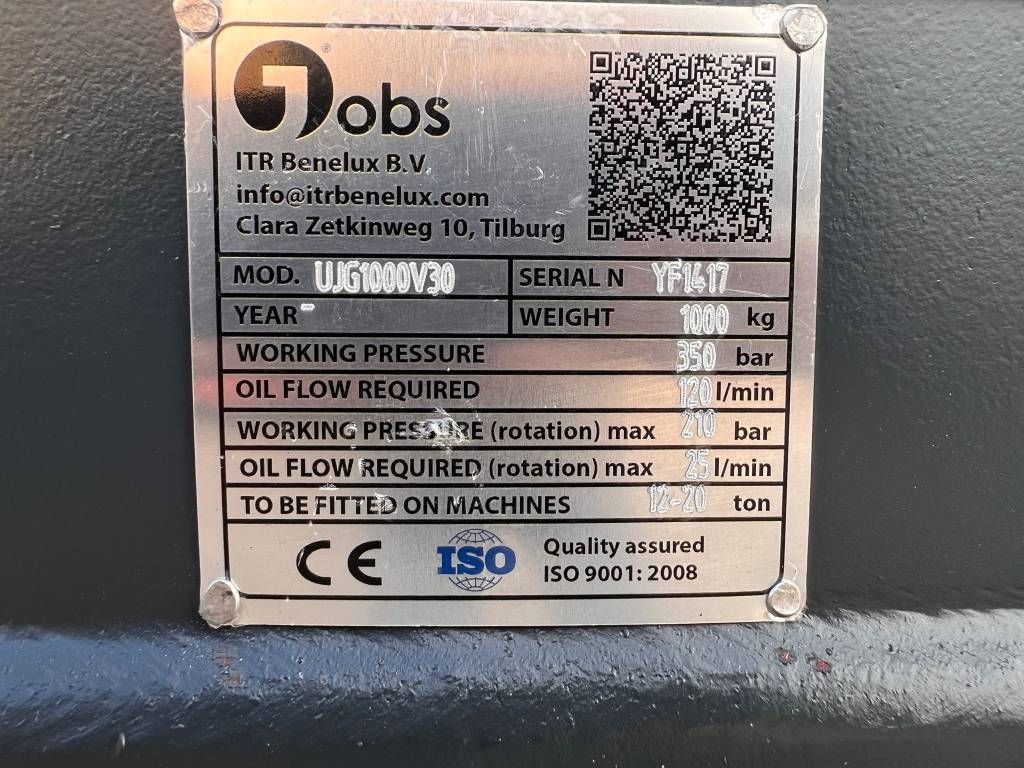 Jobs®
ITR Benelux B.V.
info@itrbenelux.com
Clara Zetkinweg 10, Tilburg
MOD. UJG1000V30 SERIAL N YF1417
YEAR - WEIGHT 1000 kg
WORKING PRESSURE 350 bar
OIL FLOW REQUIRED 120 l/min
WORKING PRESSURE (rotation) max 210 bar
OIL FLOW REQUIRED (rotation) max 25 l/min
TO BE FITTED ON MACHINES 12-20 ton
CE ISO Quality assured
ISO 9001: 2008